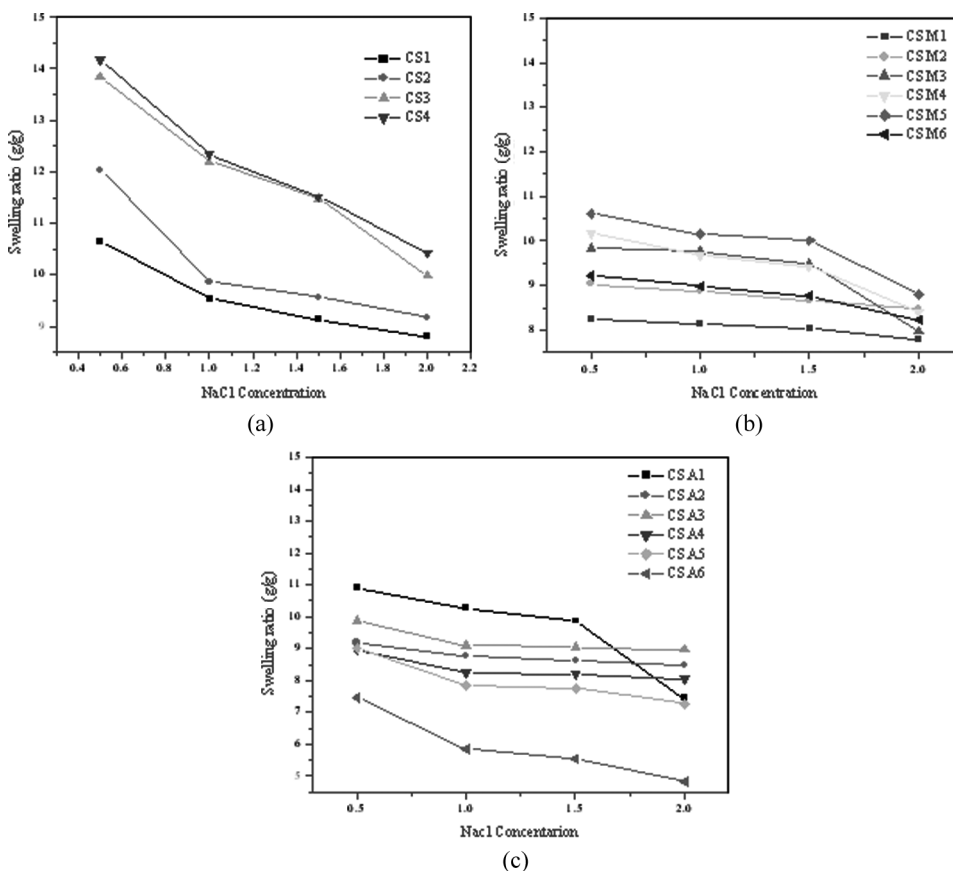 15
14
13
12
11
10
9
0.4 0.6 0.8 1.0 1.2 1.4 1.6 1.8 2.0 2.2
Swelling ratio (g/g)
NaCl Concentration
CS1
CS2
CS3
CS4
(a)
15
14
13
12
11
10
9
8
0.5 1.0 1.5 2.0
Swelling ratio (g/g)
NaCl Concentration
CSM1
CSM2
CSM3
CSM4
CSM5
CSM6
(b)
15
14
13
12
11
10
9
8
7
6
5
0.5 1.0 1.5 2.0
Swelling ratio (g/g)
Nacl Concentarion
CSA1
CSA2
CSA3
CSA4
CSA5
CSA6
(c)